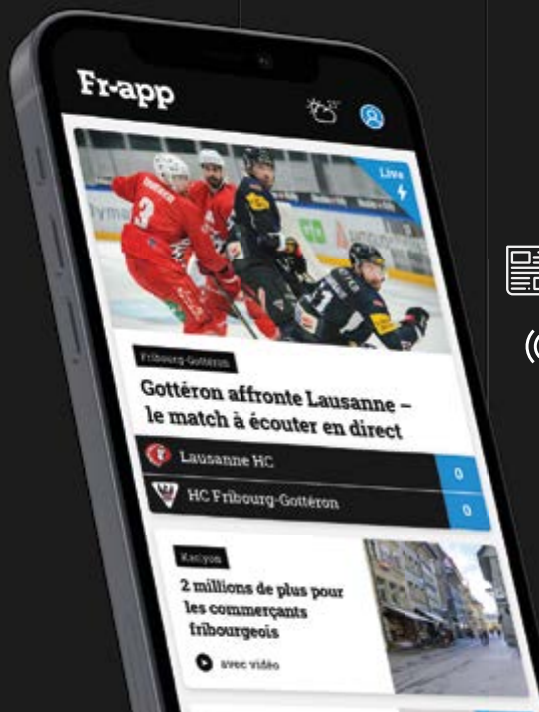 Fr-app
Live
3
Fribourg-Gottéron
Gottéron affronte Lausanne –
le match à écouter en direct
Lausanne HC 0
HC Fribourg-Gottéron 0
2 millions de plus pour
les commerçants
fribourgeois
avec vidéo